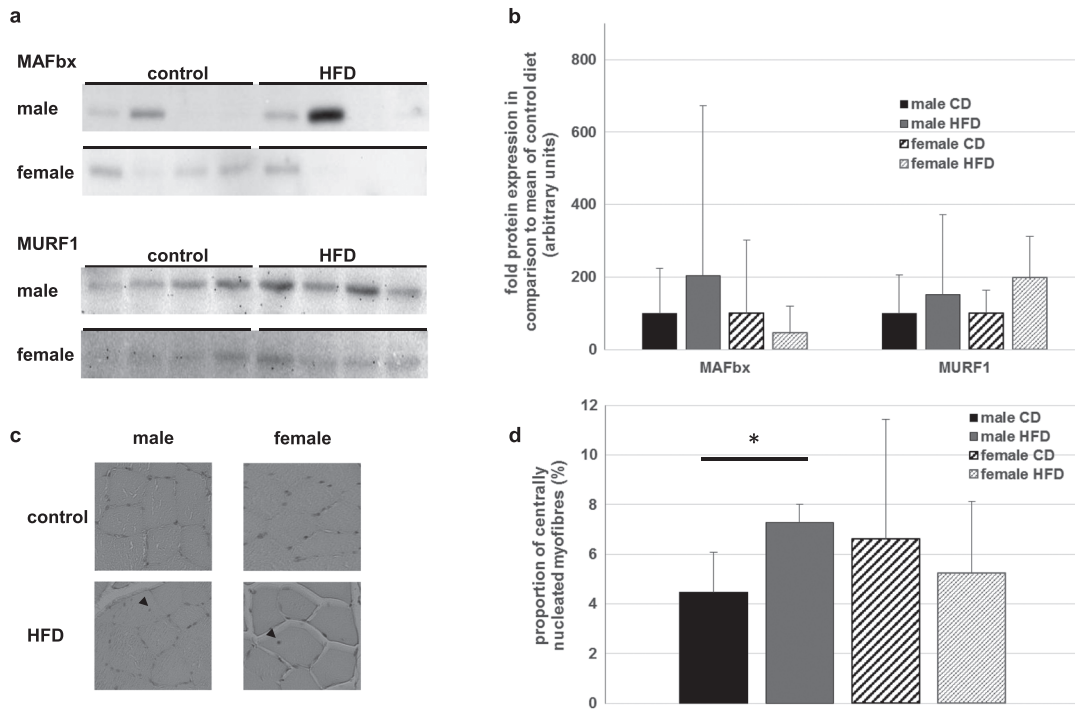 a
MAFbx
control HFD
male
female
MURF1
control HFD
male
female
b
fold protein expression in
comparison to mean of control diet
(arbitrary units)
800
600
400
200
0
male CD
male HFD
female CD
female HFD
MAFbx MURF1
c
male female
control
HFD
d
proportion of centrally
nucleated myofibres (%)
12
10
8
6
4
2
0
*
male CD
male HFD
female CD
female HFD